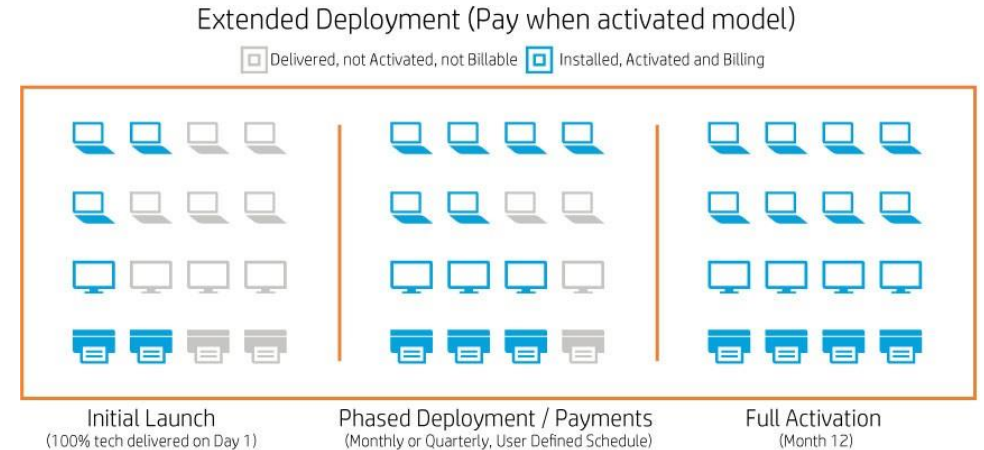 Extended Deployment (Pay when activated model)
Delivered, not Activated, not Billable Installed, Activated and Billing
Initial Launch
(100% tech delivered on Day 1)
Phased Deployment / Payments
(Monthly or Quarterly, User Defined Schedule)
Full Activation
(Month 12)